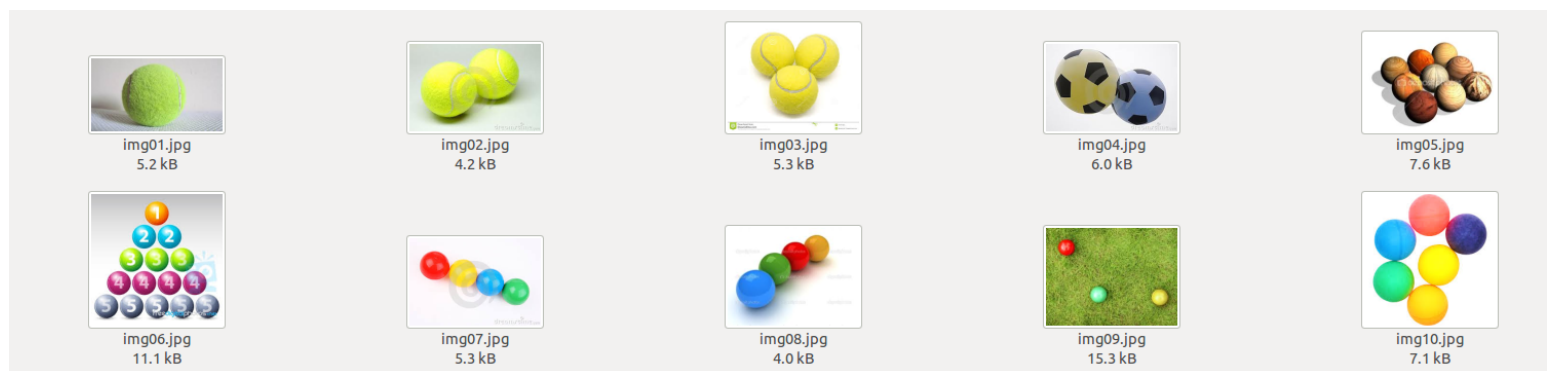 img01.jpg
5.2 kB
img02.jpg
4.2 kB
img03.jpg
5.3 kB
img04.jpg
6.0 kB
img05.jpg
7.6 kB
1
2 2
3 3 3
4 4 4 4
5 5 5 5 5
img06.jpg
11.1 kB
img07.jpg
5.3 kB
img08.jpg
4.0 kB
img09.jpg
15.3 kB
img10.jpg
7.1 kB